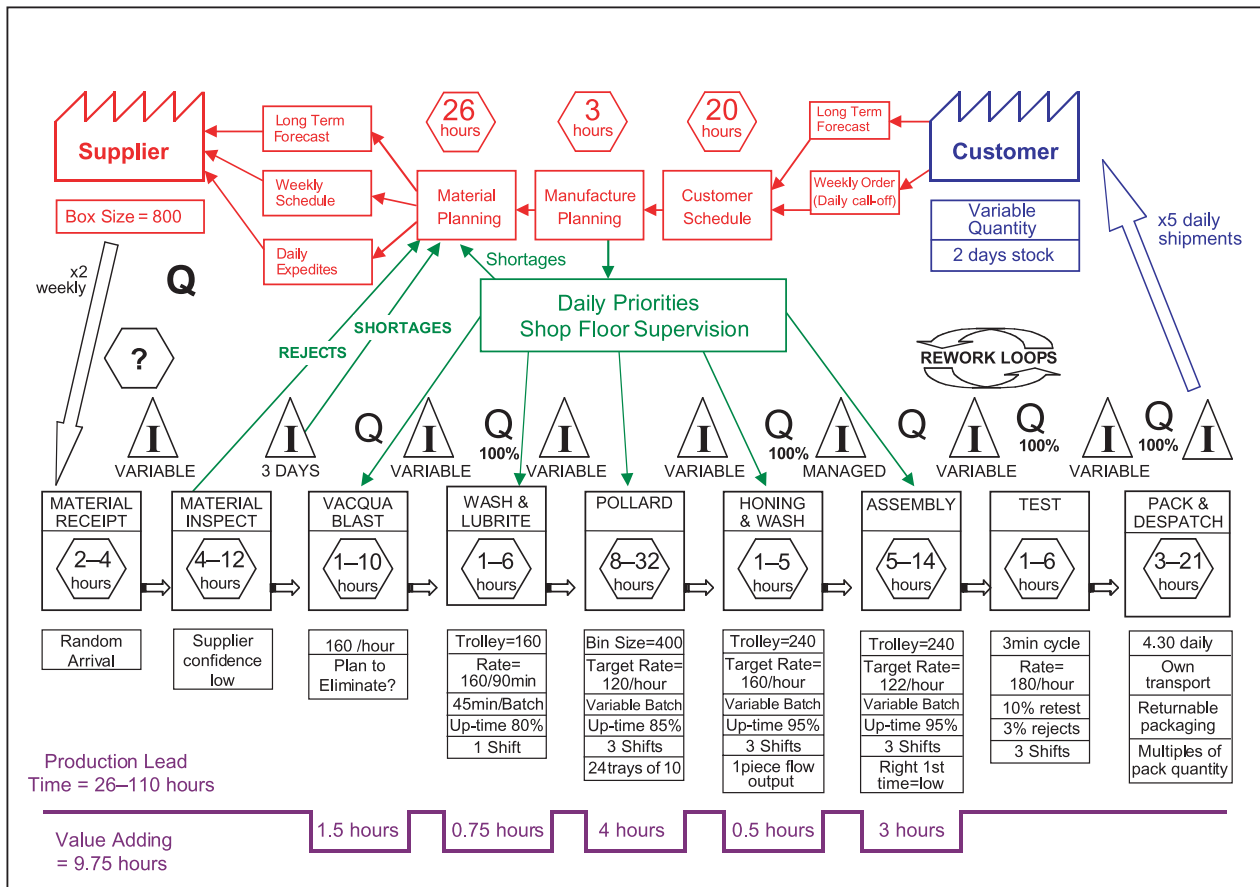 26
hours
3
hours
20
hours
Long Term
Forecast
Long Term
Forecast
Supplier
Customer
Weekly
Schedule
Material
Planning
Manufacture
Planning
Customer
Schedule
Weekly Order
(Daily call-off)
Box Size = 800
Variable
Quantity
2 days stock
x5 daily
shipments
Daily
Expedites
Shortages
x2
weekly
Q
Daily Priorities
Shop Floor Supervision
SHORTAGES
REJECTS
?
REWORK LOOPS
I
VARIABLE
I
3 DAYS
Q
I
VARIABLE
Q
100%
I
VARIABLE
I
VARIABLE
Q
100%
I
MANAGED
Q
I
VARIABLE
Q
100%
I
VARIABLE
Q
100%
I
MATERIAL
RECEIPT
2–4
hours
Random
Arrival
MATERIAL
INSPECT
4–12
hours
Supplier
confidence
low
VACQUA
BLAST
1–10
hours
160 /hour
Plan to
Eliminate?
WASH &
LUBRITE
1–6
hours
Trolley=160
Rate=
160/90min
45min/Batch
Up-time 80%
1 Shift
POLLARD
8–32
hours
Bin Size=400
Target Rate=
120/hour
Variable Batch
Up-time 85%
3 Shifts
24trays of 10
HONING
& WASH
1–5
hours
Trolley=240
Target Rate=
160/hour
Variable Batch
Up-time 95%
3 Shifts
1piece flow
output
ASSEMBLY
5–14
hours
Trolley=240
Target Rate=
122/hour
Variable Batch
Up-time 95%
3 Shifts
Right 1st
time=low
TEST
1–6
hours
3min cycle
Rate=
180/hour
10% retest
3% rejects
3 Shifts
PACK &
DESPATCH
3–21
hours
4.30 daily
Own
transport
Returnable
packaging
Multiples of
pack quantity
Production Lead
Time = 26–110 hours
Value Adding
= 9.75 hours
1.5 hours
0.75 hours
4 hours
0.5 hours
3 hours